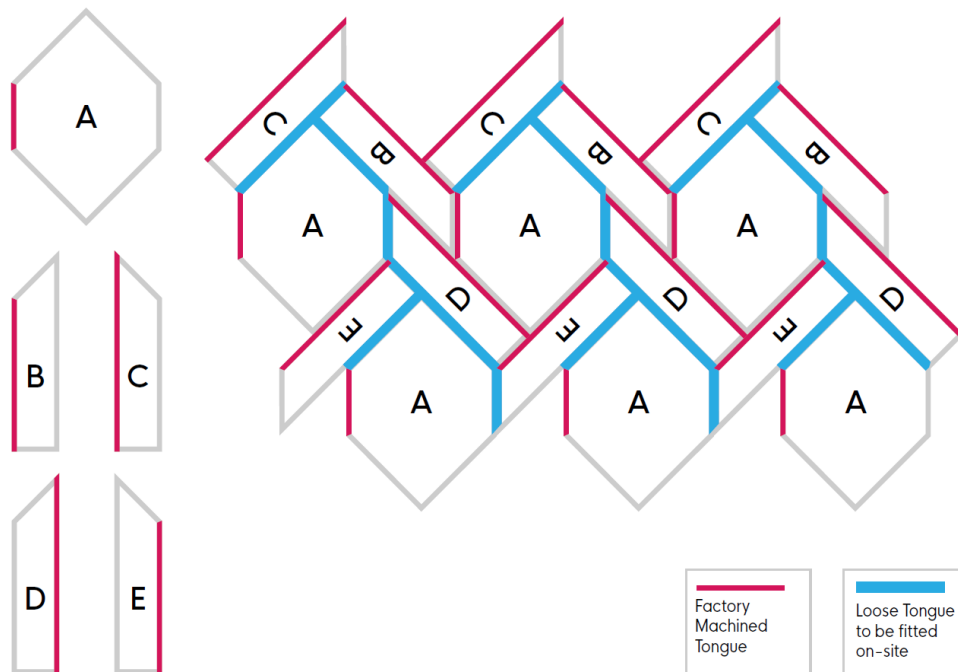 A
B
C
D
E
C
B
C
B
C
B
A
A
A
E
D
E
D
E
D
A
A
A
Factory
Machined
Tongue
Loose Tongue
to be fitted
on-site